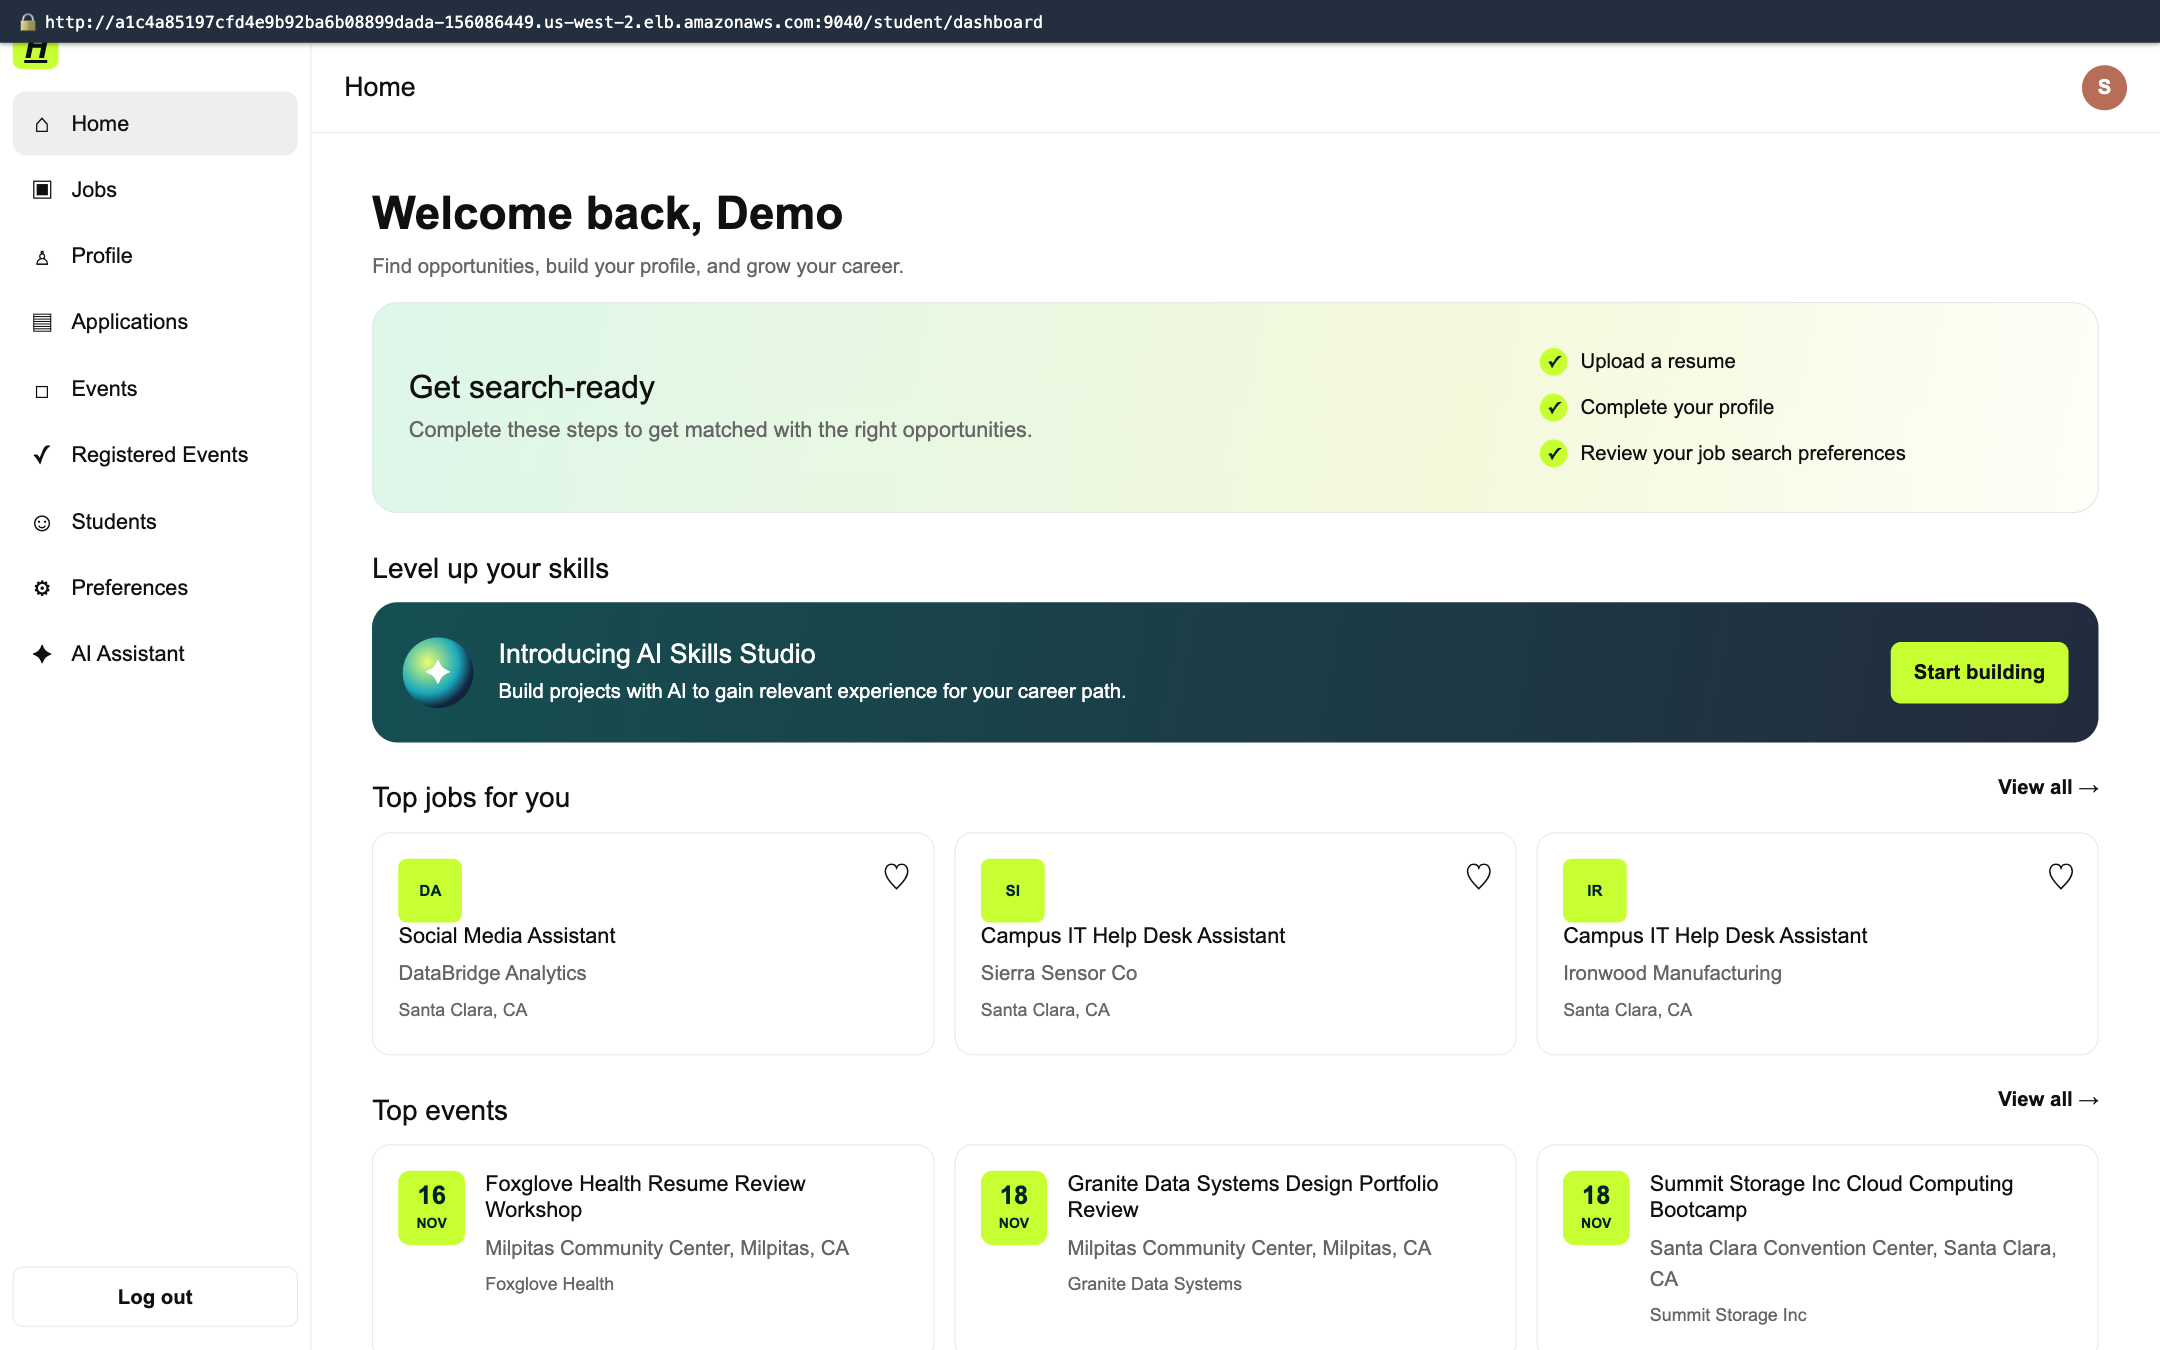 http://a1c4a85197cfd4e9b92ba6b08899dada-156086449.us-west-2.elb.amazonaws.com:9040/student/dashboard
H
Home
Jobs
Profile
Applications
Events
Registered Events
Students
Preferences
AI Assistant
Log out
Home
S
Welcome back, Demo
Find opportunities, build your profile, and grow your career.
Get search-ready
Complete these steps to get matched with the right opportunities.
✓ Upload a resume
✓ Complete your profile
✓ Review your job search preferences
Level up your skills
Introducing AI Skills Studio
Build projects with AI to gain relevant experience for your career path.
Start building
Top jobs for you
View all →
DA
Social Media Assistant
DataBridge Analytics
Santa Clara, CA
SI
Campus IT Help Desk Assistant
Sierra Sensor Co
Santa Clara, CA
IR
Campus IT Help Desk Assistant
Ironwood Manufacturing
Santa Clara, CA
Top events
View all →
16
NOV
Foxglove Health Resume Review
Workshop
Milpitas Community Center, Milpitas, CA
Foxglove Health
18
NOV
Granite Data Systems Design Portfolio
Review
Milpitas Community Center, Milpitas, CA
Granite Data Systems
18
NOV
Summit Storage Inc Cloud Computing
Bootcamp
Santa Clara Convention Center, Santa Clara,
CA
Summit Storage Inc